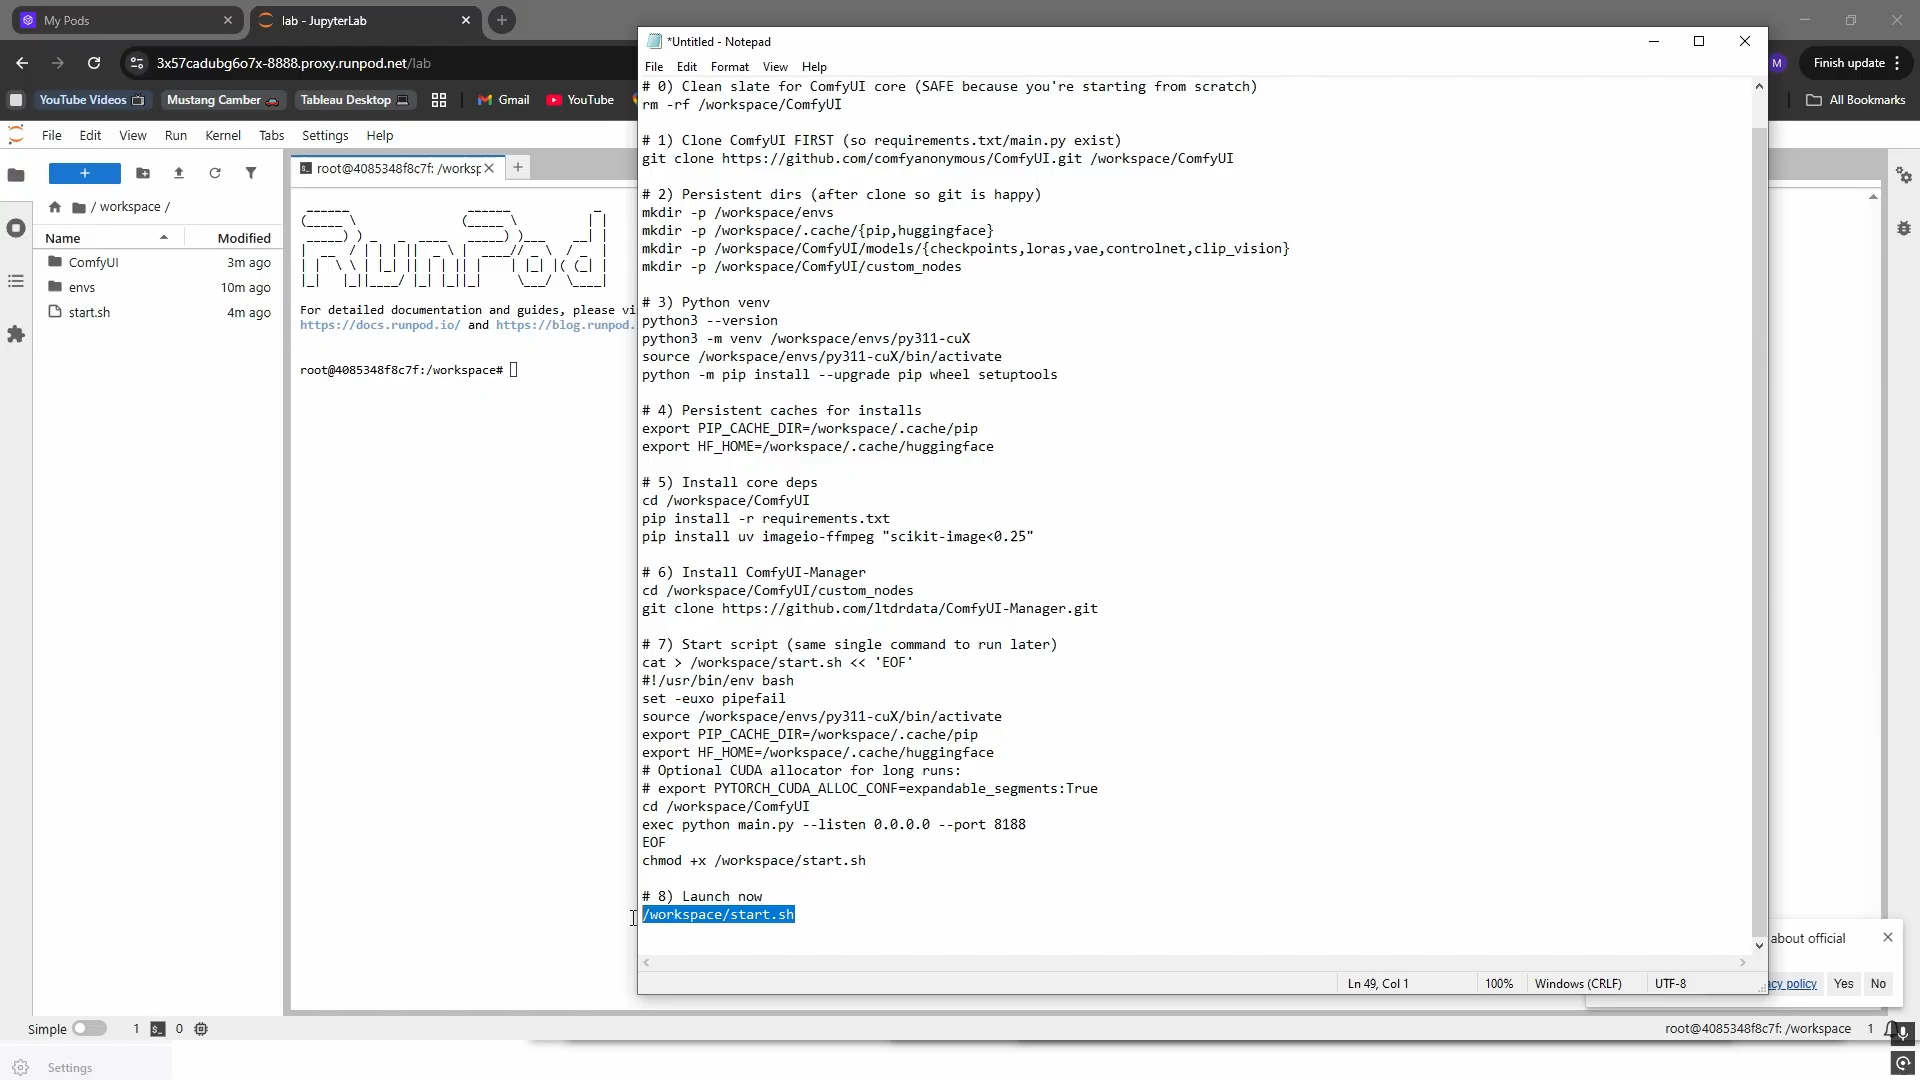 My Pods
lab - JupyterLab
3x57cadubg6o7x-8888.proxy.runpod.net/lab
M
Finish update
YouTube Videos
Mustang Camber
Tableau Desktop
Gmail
YouTube
All Bookmarks
File Edit View Run Kernel Tabs Settings Help
/ workspace /
Name Modified
ComfyUI 3m ago
envs 10m ago
start.sh 4m ago
root@4085348f8c7f: /worksp
For detailed documentation and guides, please vi
https://docs.runpod.io/ and https://blog.runpod.
root@4085348f8c7f:/workspace#
*Untitled - Notepad
File Edit Format View Help
# 0) Clean slate for ComfyUI core (SAFE because you're starting from scratch)
rm -rf /workspace/ComfyUI
# 1) Clone ComfyUI FIRST (so requirements.txt/main.py exist)
git clone https://github.com/comfyanonymous/ComfyUI.git /workspace/ComfyUI
# 2) Persistent dirs (after clone so git is happy)
mkdir -p /workspace/envs
mkdir -p /workspace/.cache/{pip,huggingface}
mkdir -p /workspace/ComfyUI/models/{checkpoints,loras,vae,controlnet,clip_vision}
mkdir -p /workspace/ComfyUI/custom_nodes
# 3) Python venv
python3 --version
python3 -m venv /workspace/envs/py311-cuX
source /workspace/envs/py311-cuX/bin/activate
python -m pip install --upgrade pip wheel setuptools
# 4) Persistent caches for installs
export PIP_CACHE_DIR=/workspace/.cache/pip
export HF_HOME=/workspace/.cache/huggingface
# 5) Install core deps
cd /workspace/ComfyUI
pip install -r requirements.txt
pip install uv imageio-ffmpeg "scikit-image<0.25"
# 6) Install ComfyUI-Manager
cd /workspace/ComfyUI/custom_nodes
git clone https://github.com/ltdrdata/ComfyUI-Manager.git
# 7) Start script (same single command to run later)
cat > /workspace/start.sh << 'EOF'
#!/usr/bin/env bash
set -euxo pipefail
source /workspace/envs/py311-cuX/bin/activate
export PIP_CACHE_DIR=/workspace/.cache/pip
export HF_HOME=/workspace/.cache/huggingface
# Optional CUDA allocator for long runs:
# export PYTORCH_CUDA_ALLOC_CONF=expandable_segments:True
cd /workspace/ComfyUI
exec python main.py --listen 0.0.0.0 --port 8188
EOF
chmod +x /workspace/start.sh
# 8) Launch now
/workspace/start.sh
Ln 49, Col 1 100% Windows (CRLF) UTF-8
about official
acy policy Yes No
Simple 1 0
root@4085348f8c7f: /workspace 1
Settings